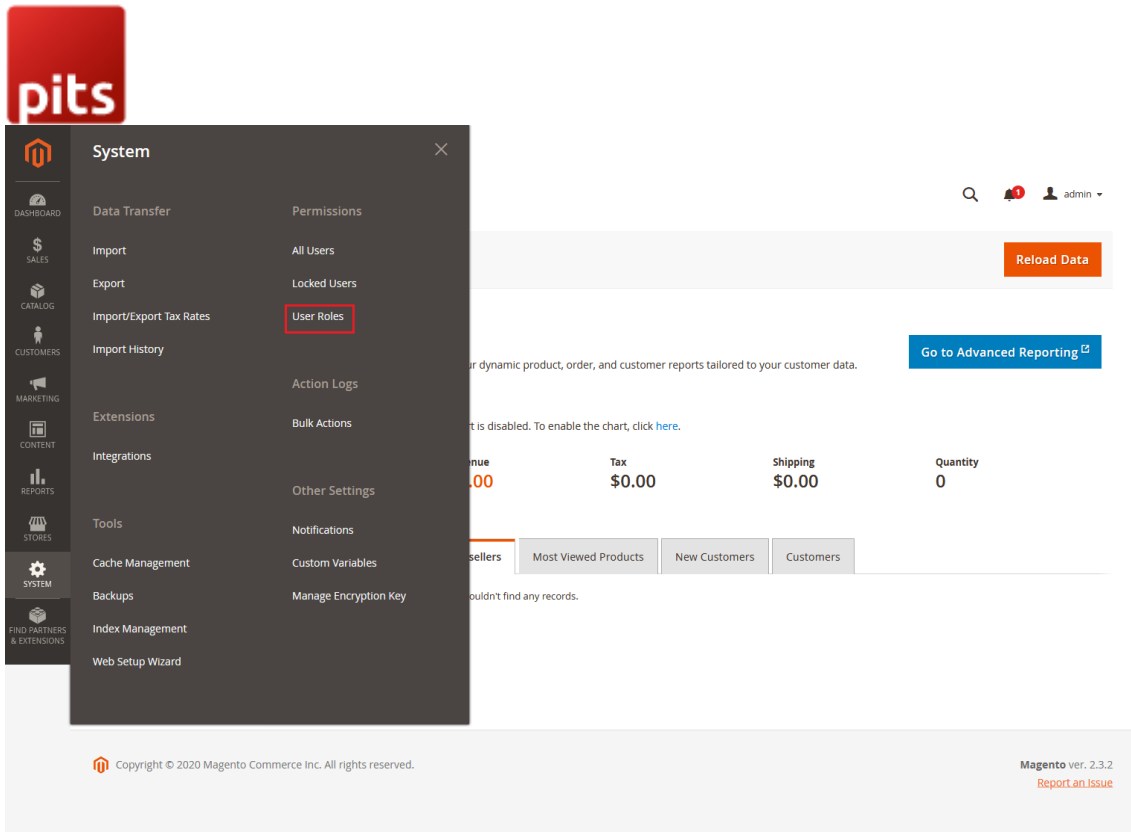 pits
System
admin
DASHBOARD
SALES
CATALOG
CUSTOMERS
MARKETING
CONTENT
REPORTS
STORES
SYSTEM
FIND PARTNERS
& EXTENSIONS
Data Transfer
Import
Export
Import/Export Tax Rates
Import History
Extensions
Integrations
Tools
Cache Management
Backups
Index Management
Web Setup Wizard
Permissions
All Users
Locked Users
User Roles
Action Logs
Bulk Actions
Other Settings
Notifications
Custom Variables
Manage Encryption Key
1
Reload Data
Go to Advanced Reporting
dynamic product, order, and customer reports tailored to your customer data.
is disabled. To enable the chart, click here.
Tax
Shipping
Quantity
.00
$0.00
$0.00
0
Most Viewed Products
New Customers
Customers
find any records.
Copyright © 2020 Magento Commerce Inc. All rights reserved.
Magento ver. 2.3.2
Report an Issue